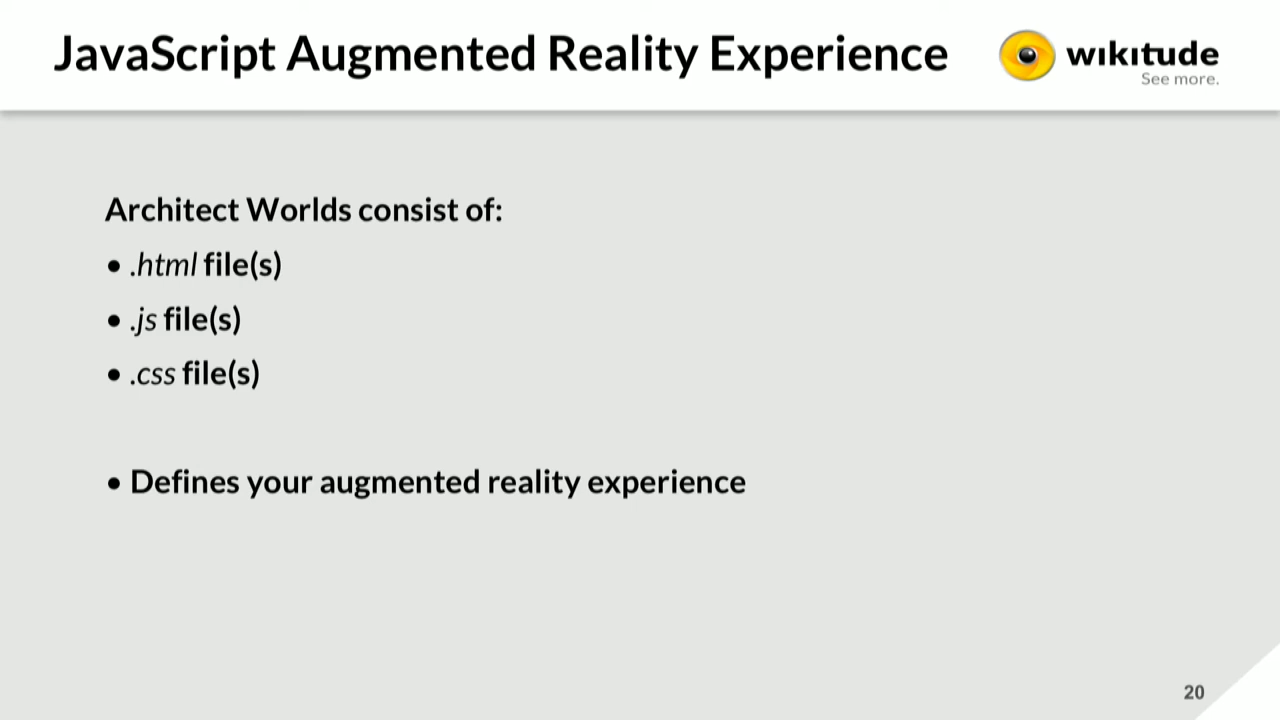 JavaScript Augmented Reality Experience
wikitude
See more.
Architect Worlds consist of:
• .html file(s)
• .js file(s)
• .css file(s)
• Defines your augmented reality experience
20